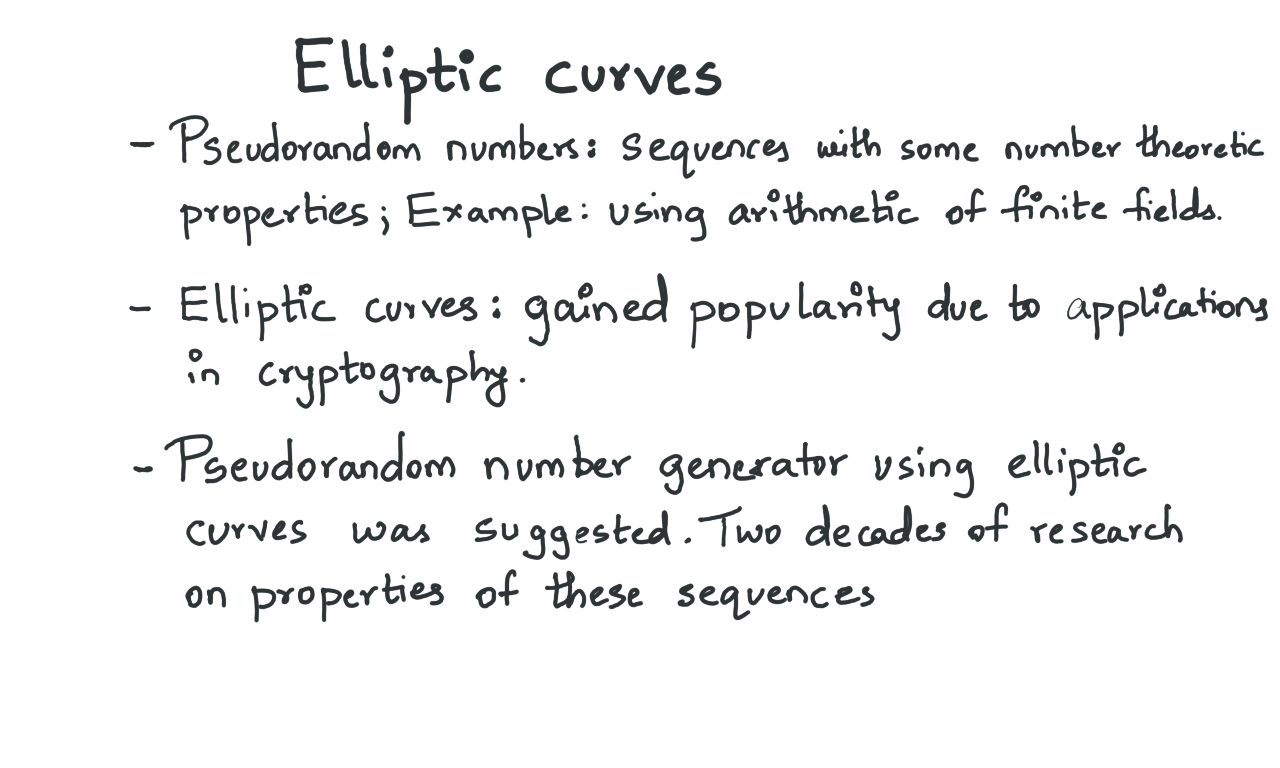 Elliptic curves
- Pseudorandom numbers: sequences with some number theoretic
properties; Example: using arithmetic of finite fields.
- Elliptic curves: gained popularity due to applications
in cryptography.
- Pseudorandom number generator using elliptic
curves was suggested. Two decades of research
on properties of these sequences